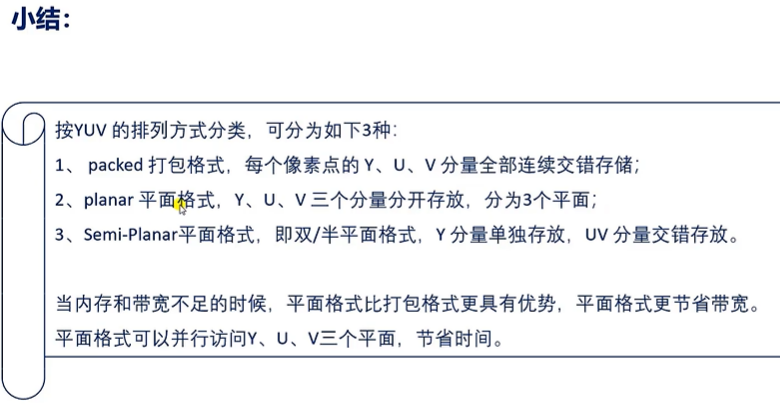 小结：
按YUV 的排列方式分类，可分为如下3种：
1、 packed 打包格式，每个像素点的 Y、U、V 分量全部连续交错存储；
2、planar 平面格式，Y、U、V 三个分量分开存放，分为3个平面；
3、Semi-Planar平面格式，即双/半平面格式，Y 分量单独存放，UV 分量交错存放。
当内存和带宽不足的时候，平面格式比打包格式更具有优势，平面格式更节省带宽。
平面格式可以并行访问Y、U、V三个平面，节省时间。